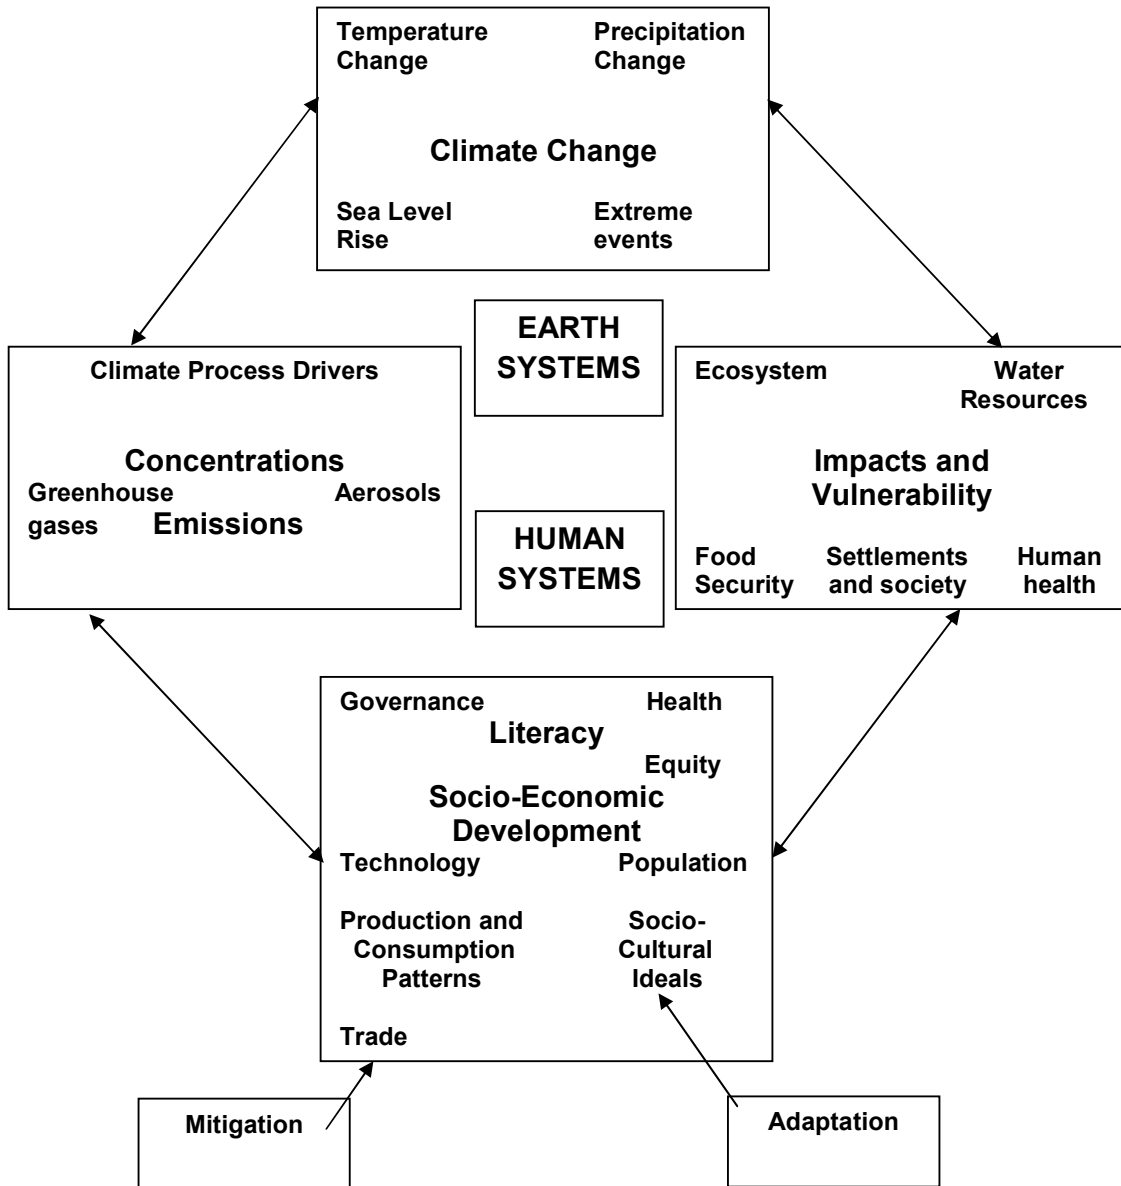 Temperature Change
Precipitation Change
Climate Change
Sea Level Rise
Extreme events
EARTH
SYSTEMS
Climate Process Drivers
Concentrations
Greenhouse gases
Aerosols
Emissions
Ecosystem
Water
Resources
Impacts and
Vulnerability
Food
Security
Settlements
and society
Human
health
HUMAN
SYSTEMS
Governance
Health
Literacy
Equity
Socio-Economic
Development
Technology
Population
Production and
Consumption
Patterns
Socio-
Cultural
Ideals
Trade
Mitigation
Adaptation